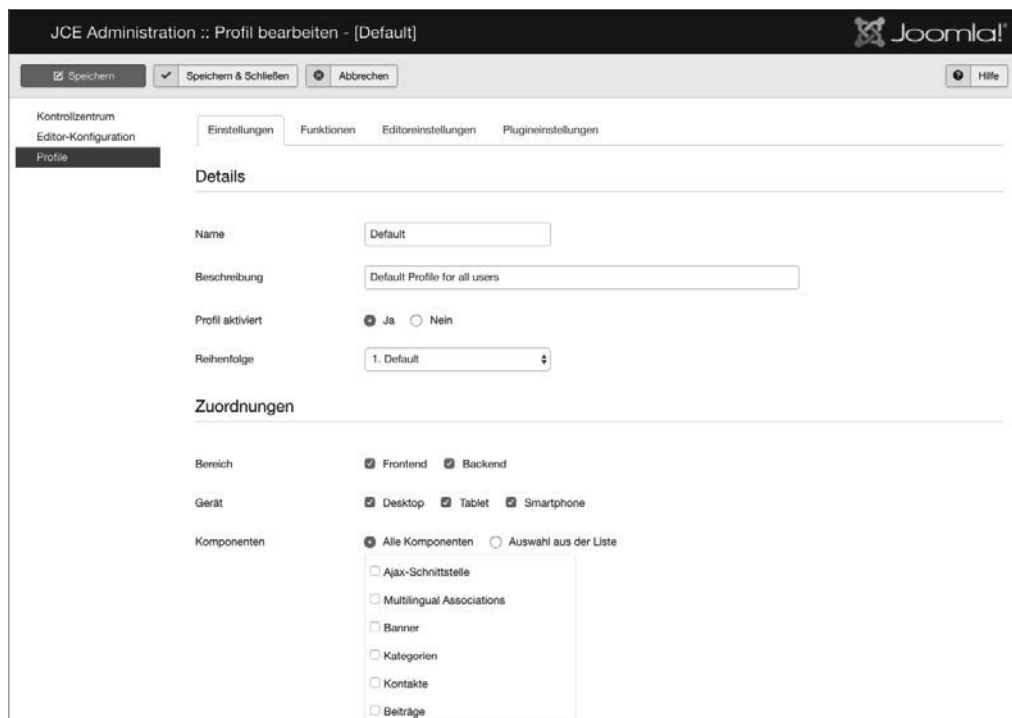 JCE Administration :: Profil bearbeiten - [Default]
Joomla!®
Speichern
Speichern & Schließen
Abbrechen
Hilfe
Kontrollzentrum
Editor-Konfiguration
Profile
Einstellungen
Funktionen
Editoreinstellungen
Plugineinstellungen
Details
Name
Default
Beschreibung
Default Profile for all users
Profil aktiviert
Ja
Nein
Reihenfolge
1. Default
Zuordnungen
Bereich
Frontend
Backend
Gerät
Desktop
Tablet
Smartphone
Komponenten
Alle Komponenten
Auswahl aus der Liste
Ajax-Schnittstelle
Multilingual Associations
Banner
Kategorien
Kontakte
Beiträge